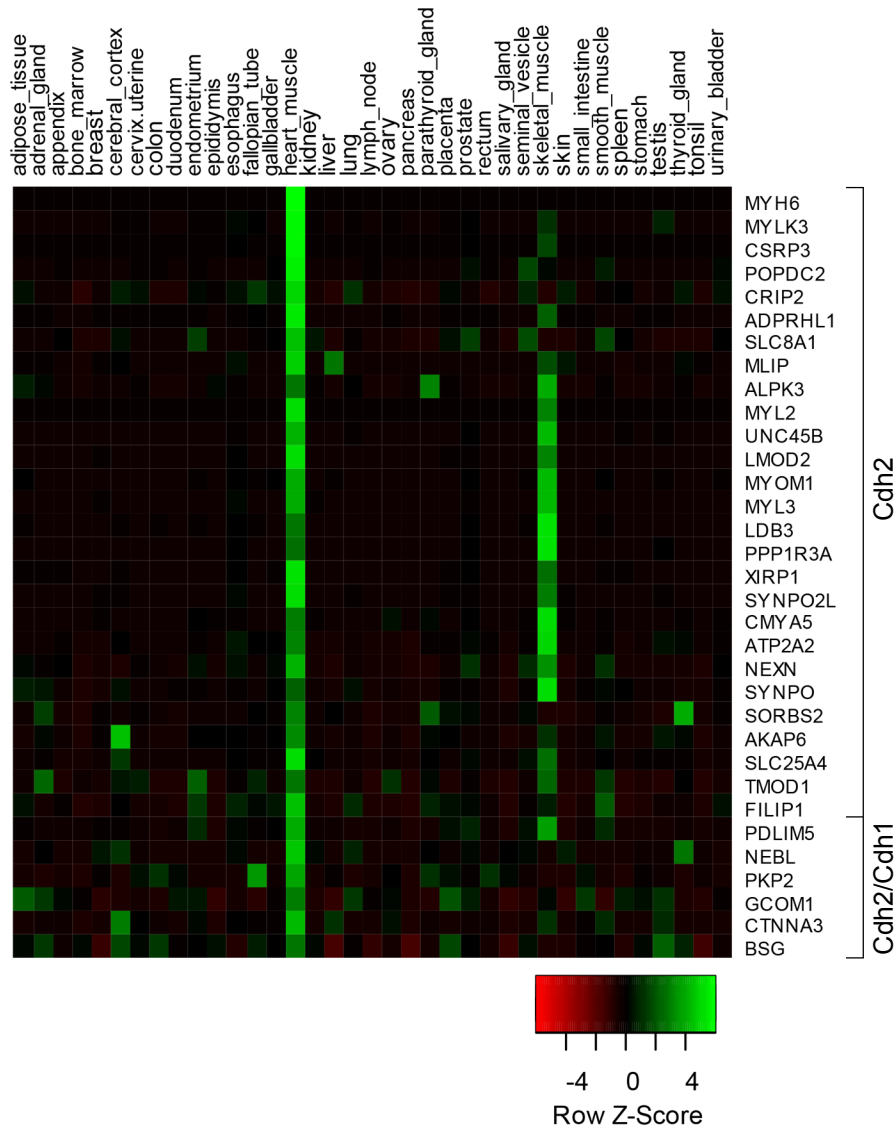 adipose_tissue
adrenal_gland
appendix
bone_marrow
breast
cerebral_cortex
cervix.uterine
colon
duodenum
endometrium
epididymis
esophagus
fallopian_tube
gallbladder
heart_muscle
kidney
liver
lung
lymph_node
ovary
pancreas
parathyroid_gland
placenta
prostate
rectum
salivary_gland
seminal_vesicle
skeletal_muscle
skin
small_intestine
smooth_muscle
spleen
stomach
testis
thyroid_gland
tonsil
urinary_bladder
MYH6
MYLK3
CSRP3
POPDC2
CRIP2
ADPRHL1
SLC8A1
MLIP
ALPK3
MYL2
UNC45B
LMOD2
MYOM1
MYL3
LDB3
PPP1R3A
XIRP1
SYNPO2L
CMYA5
ATP2A2
NEXN
SYNPO
SORBS2
AKAP6
SLC25A4
TMOD1
FILIP1
PDLIM5
NEBL
PKP2
GCOM1
CTNNA3
BSG
Cdh2
Cdh2/Cdh1
-4 0 4
Row Z-Score